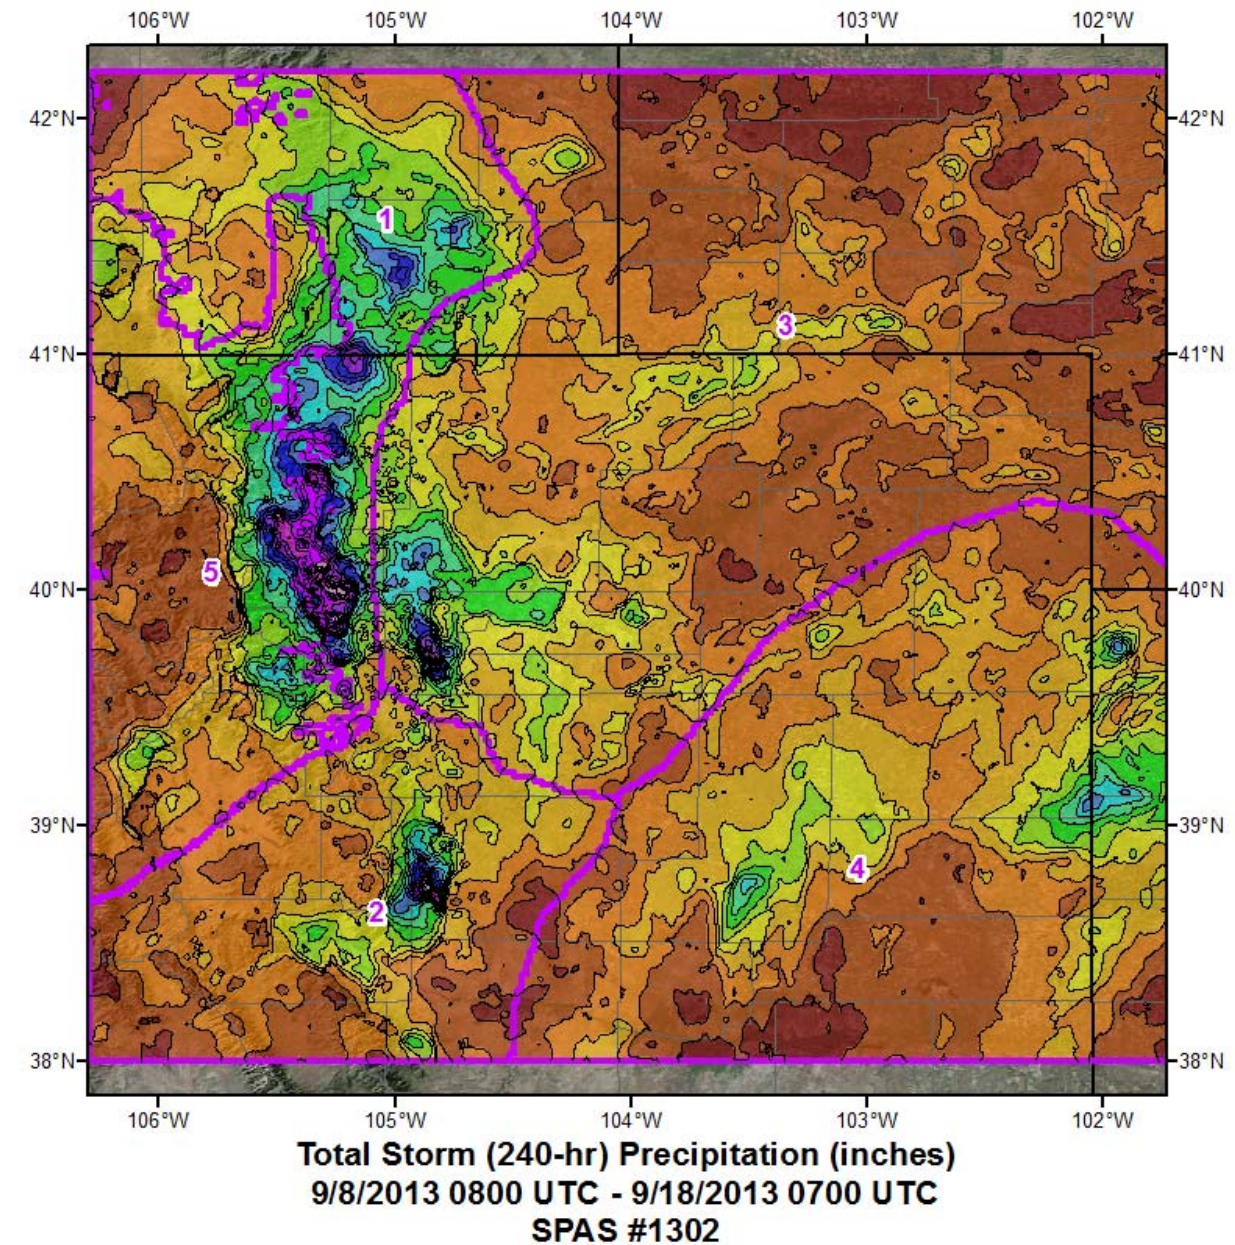 106°W 105°W 104°W 103°W 102°W
42°N 42°N
1
3
41°N 41°N
5
40°N 40°N
39°N 39°N
4
2
38°N 38°N
106°W 105°W 104°W 103°W 102°W
Total Storm (240-hr) Precipitation (inches)
9/8/2013 0800 UTC - 9/18/2013 0700 UTC
SPAS #1302